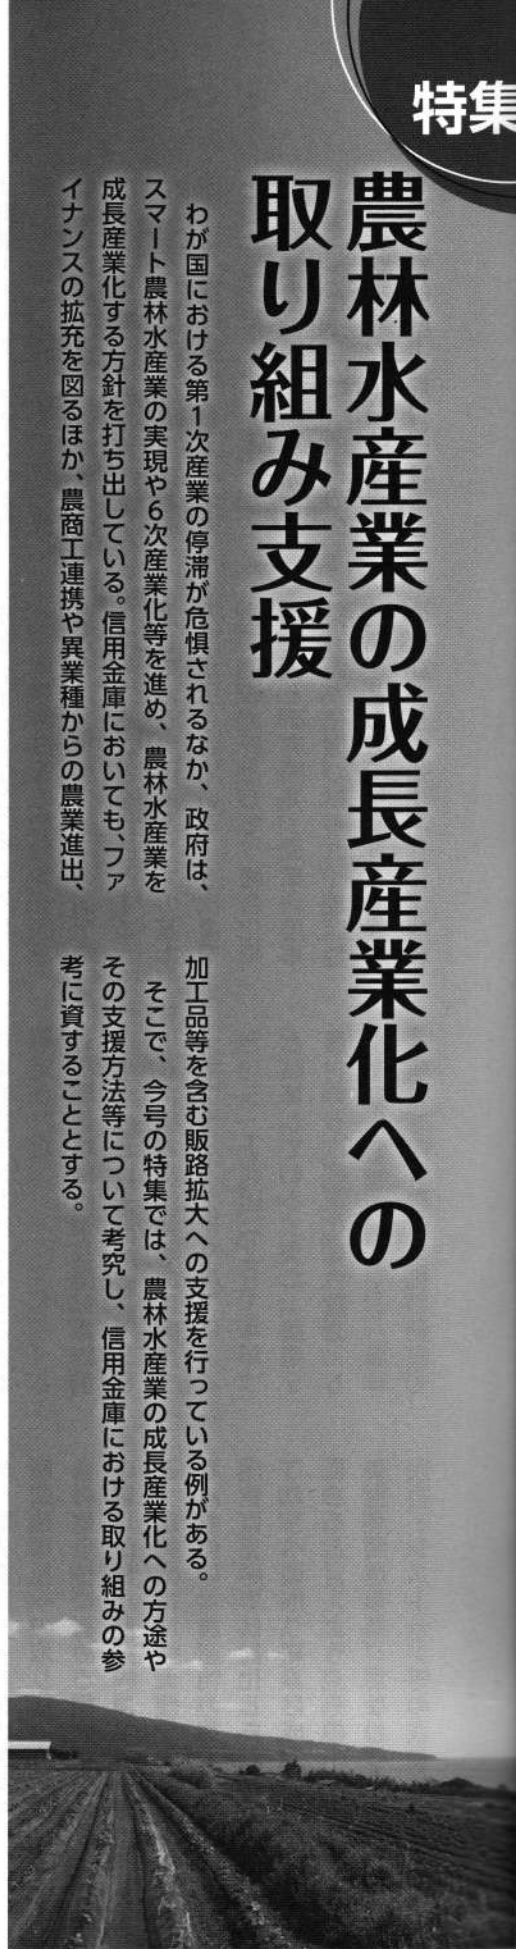 特集
農林水産業の成長産業化への
取り組み支援
わが国における第1次産業の停滞が危惧されるなか、政府は、
スマート農林水産業の実現や6次産業化等を進め、農林水産業を
成長産業化する方針を打ち出している。信用金庫においても、ファ
イナンスの拡充を図るほか、農商工連携や異業種からの農業進出、
加工品等を含む販路拡大への支援を行っている例がある。
そこで、今号の特集では、農林水産業の成長産業化への方途や
その支援方法等について考究し、信用金庫における取り組みの参
考に資することとする。